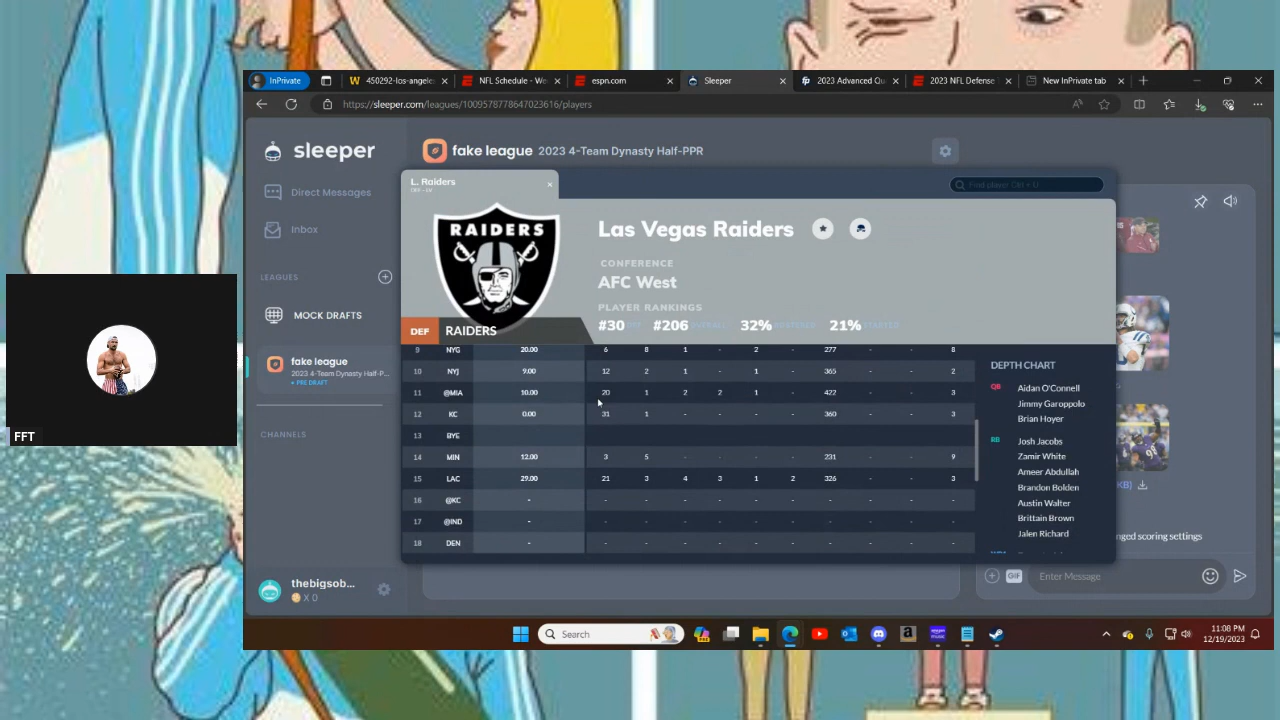 InPrivate
450292-los-angele
NFL Schedule - We
espn.com
Sleeper
2023 Advanced Qu
2023 NFL Defense
New InPrivate tab
https://sleeper.com/leagues/1009578778647023616/players
sleeper
fake league 2023 4-Team Dynasty Half-PPR
Direct Messages
Inbox
LEAGUES
MOCK DRAFTS
fake league
2023 4-Team Dynasty Half-P...
PRE DRAFT
CHANNELS
thebigsob...
X 0
L. Raiders
DEF - LV
Find player Ctrl + U
RAIDERS
Las Vegas Raiders
CONFERENCE
AFC West
PLAYER RANKINGS
#30 #206 OVERALL 32% 21% STARTED
DEF RAIDERS
9 NYG 20.00 6 8 1 - 2 - 277 - - 8
10 NYJ 9.00 12 2 1 - 1 - 365 - - 2
11 @MIA 10.00 20 1 2 2 1 - 422 - - 3
12 KC 0.00 31 1 - - - - 360 - - 3
13 BYE
14 MIN 12.00 3 5 - - - - 231 - - 9
15 LAC 29.00 21 3 4 3 1 2 326 - - 3
16 @KC - - - - - - - - - - -
17 @IND - - - - - - - - - - -
18 DEN - - - - - - - - - - -
DEPTH CHART
QB Aidan O'Connell
Jimmy Garoppolo
Brian Hoyer
RB Josh Jacobs
Zamir White
Ameer Abdullah
Brandon Bolden
Austin Walter
Brittain Brown
Jalen Richard
KB)
nged scoring settings
GIF Enter Message
FFT
Search
11:08 PM
12/19/2023